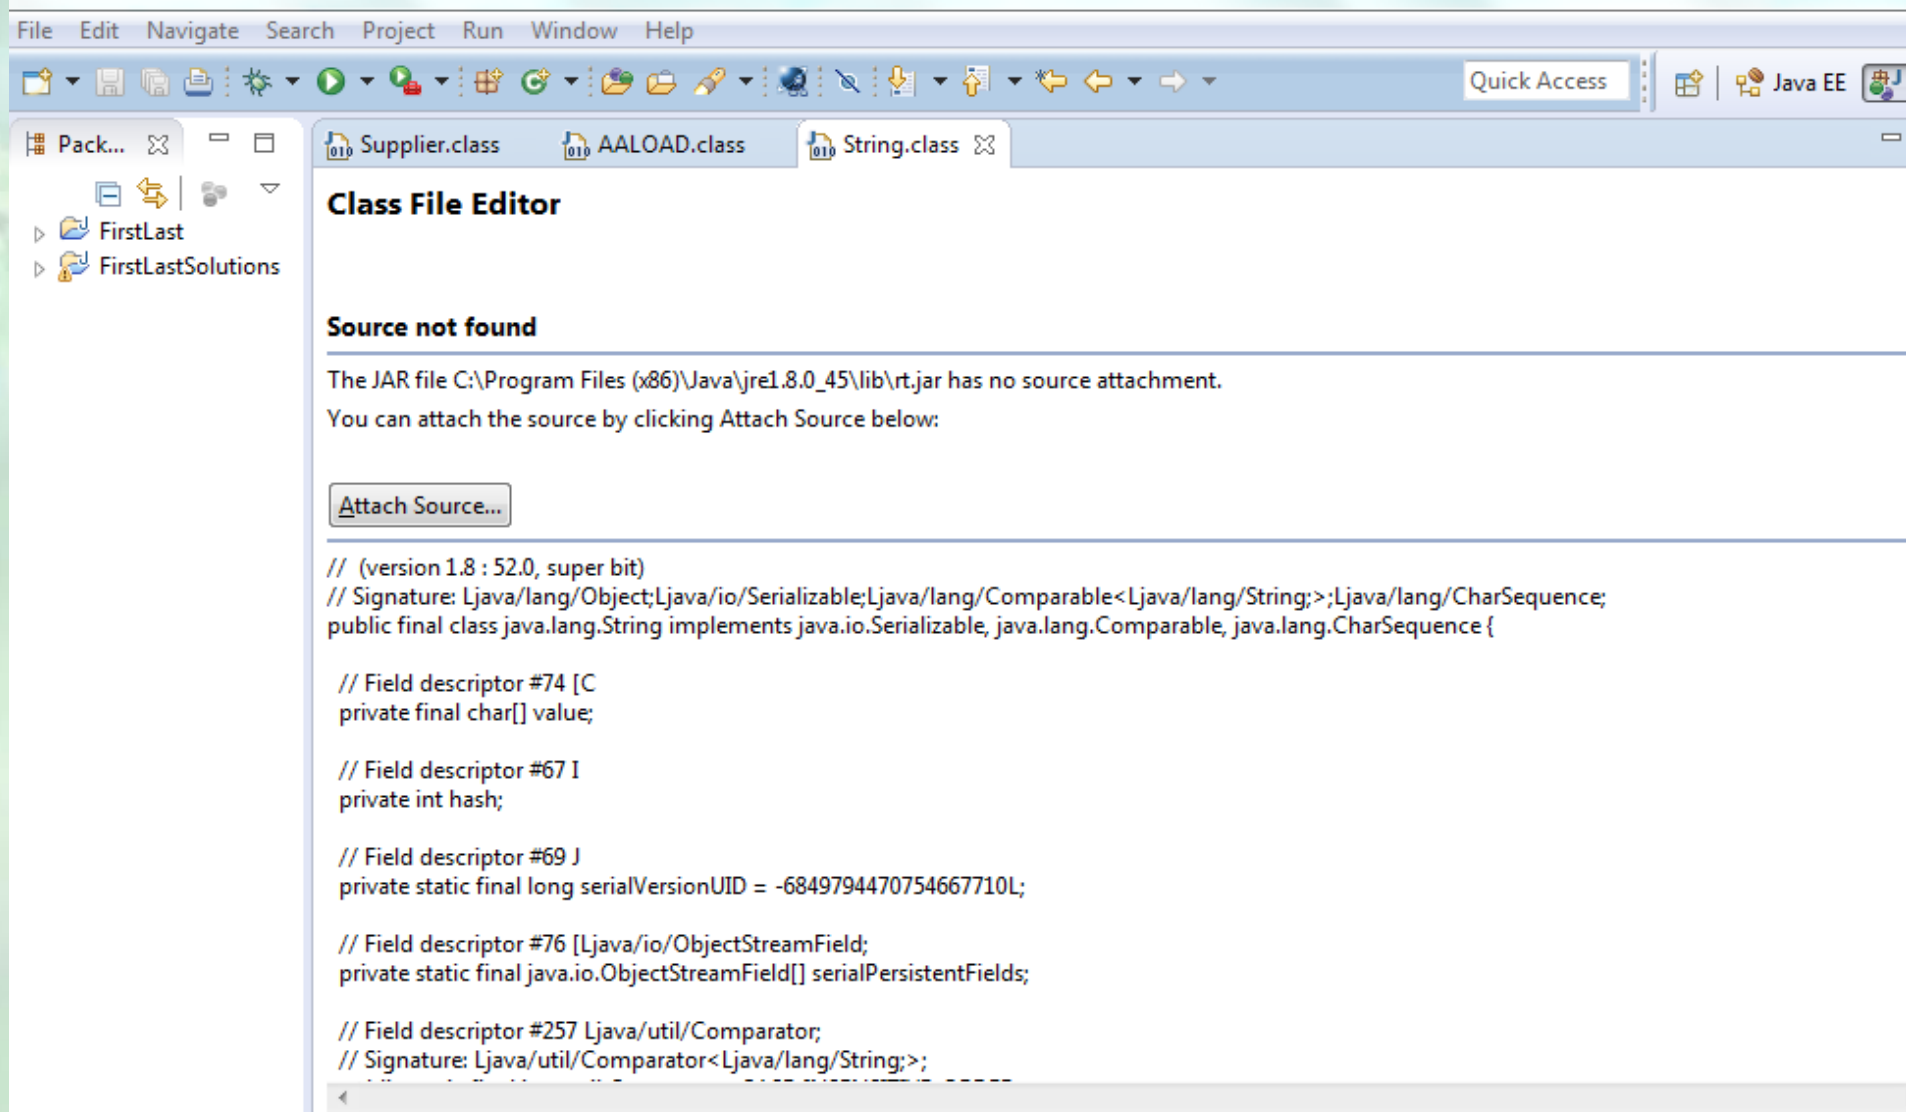 File Edit Navigate Search Project Run Window Help
Quick Access
Java EE
Pack...
Supplier.class
AALOAD.class
String.class
FirstLast
FirstLastSolutions
Class File Editor
Source not found
The JAR file C:\Program Files (x86)\Java\jre1.8.0_45\lib\rt.jar has no source attachment.
You can attach the source by clicking Attach Source below:
Attach Source...
// (version 1.8 : 52.0, super bit)
// Signature: Ljava/lang/Object;Ljava/io/Serializable;Ljava/lang/Comparable<Ljava/lang/String;>;Ljava/lang/CharSequence;
public final class java.lang.String implements java.io.Serializable, java.lang.Comparable, java.lang.CharSequence {
// Field descriptor #74 [C
private final char[] value;
// Field descriptor #67 I
private int hash;
// Field descriptor #69 J
private static final long serialVersionUID = -6849794470754667710L;
// Field descriptor #76 [Ljava/io/ObjectStreamField;
private static final java.io.ObjectStreamField[] serialPersistentFields;
// Field descriptor #257 Ljava/util/Comparator;
// Signature: Ljava/util/Comparator<Ljava/lang/String;>;